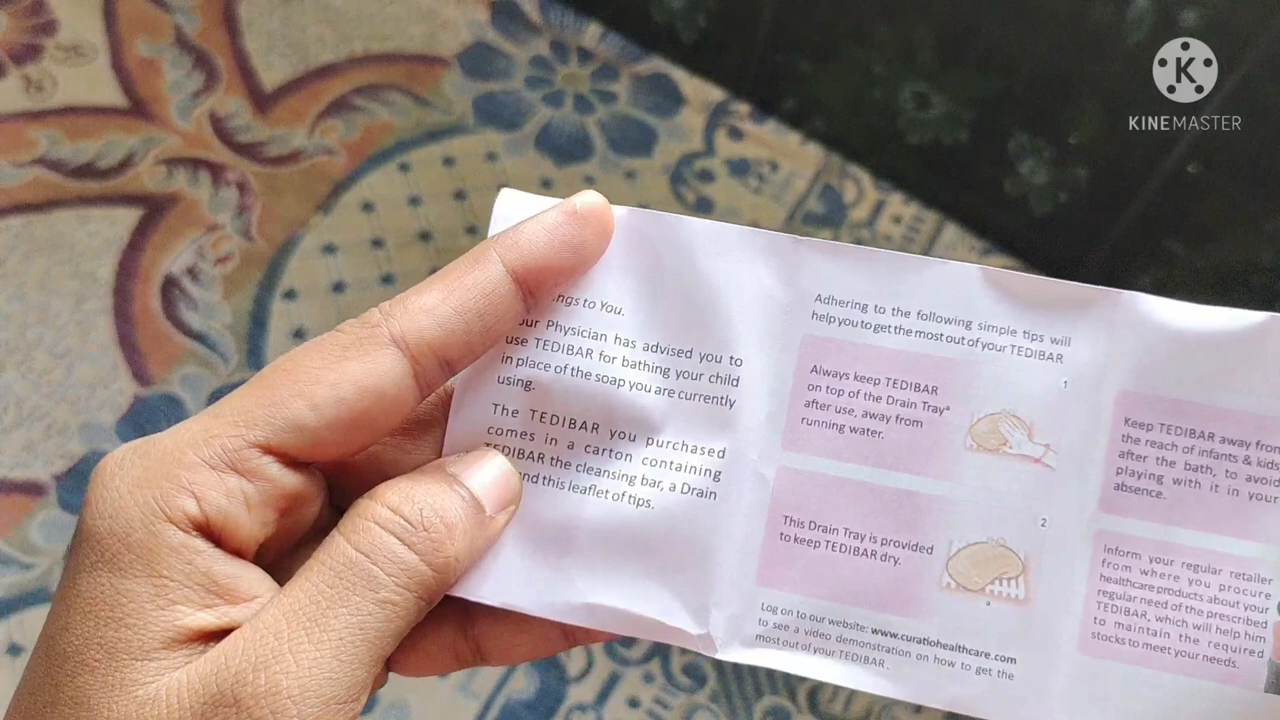 to You.
Physician has advised you to
use TEDIBAR for bathing your child
in place of the soap you are currently
using.
The TEDIBAR you purchased
comes in a carton containing
TEDIBAR the cleansing bar, a Drain
and this leaflet of tips.
Adhering to the following simple tips will
help you to get the most out of your TEDIBAR
1
Always keep TEDIBAR
on top of the Drain Trayᵃ
after use, away from
running water.
2
This Drain Tray is provided
to keep TEDIBAR dry.
a
Log on to our website: www.curatiohealthcare.com
to see a video demonstration on how to get the
most out of your TEDIBAR.
Keep TEDIBAR away from
the reach of infants & kids
after the bath, to avoid
playing with it in your
absence.
Inform your regular retailer
from where you procure
healthcare products about your
regular need of the prescribed
TEDIBAR, which will help him
to maintain the required
stocks to meet your needs.
K
KINEMASTER